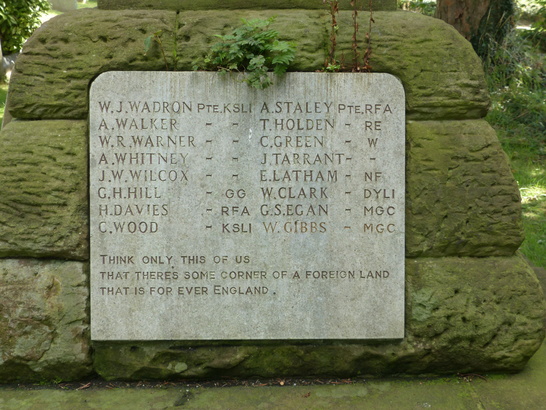 W.J.WADRON PTE.KSLI A.STALEY PTE.RFA
A.WALKER - - T.HOLDEN - RE
W.R.WARNER - - C.GREEN - W
A.WHITNEY - - J.TARRANT - -
J.W.WILCOX - - E.LATHAM - NF
G.H.HILL - GG W.CLARK - DYLI
H.DAVIES - RFA G.S.EGAN - MGC
C.WOOD - KSLI W.GIBBS - MGC
THINK ONLY THIS OF US
THAT THERE'S SOME CORNER OF A FOREIGN LAND
THAT IS FOR EVER ENGLAND.